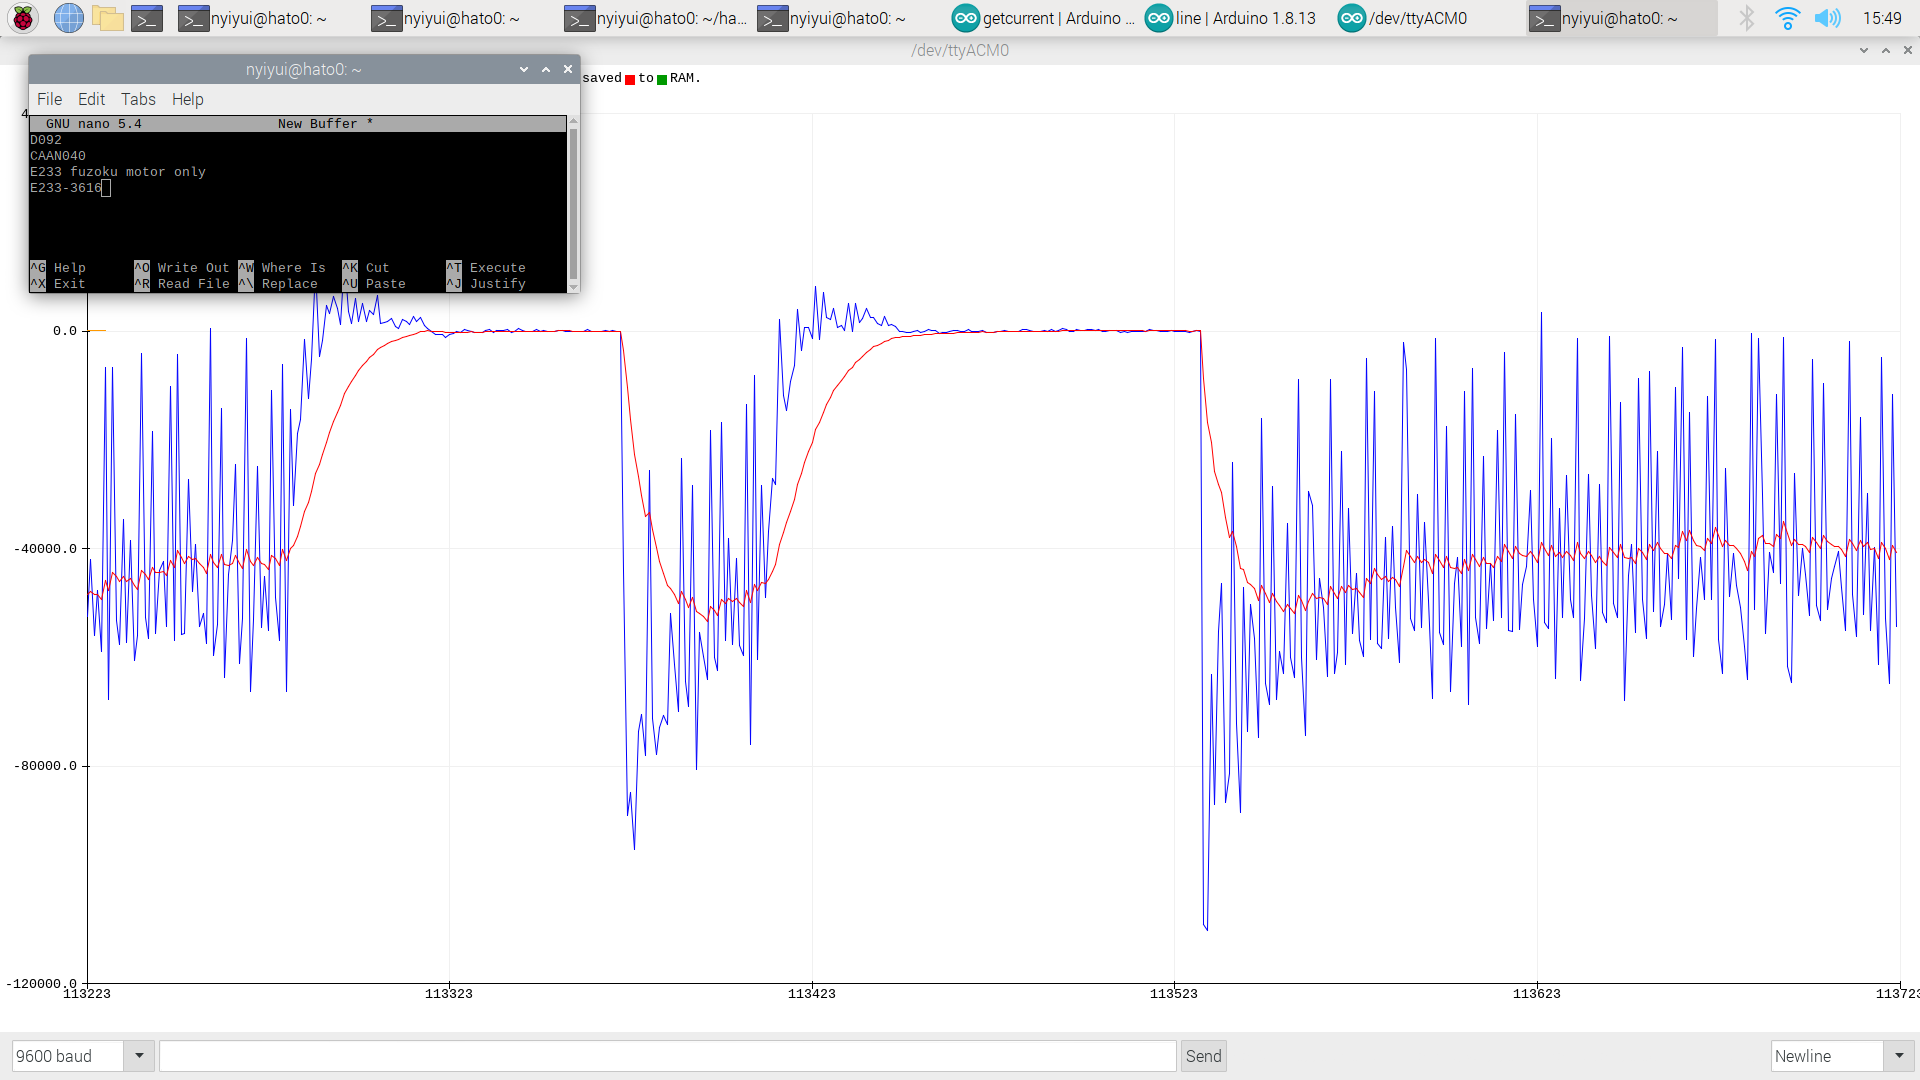 nyiyui@hato0: ~
nyiyui@hato0: ~
nyiyui@hato0: ~/ha...
nyiyui@hato0: ~
getcurrent | Arduino ...
line | Arduino 1.8.13
/dev/ttyACM0
nyiyui@hato0: ~
15:49
/dev/ttyACM0
nyiyui@hato0: ~
saved to RAM.
File Edit Tabs Help
4
GNU nano 5.4 New Buffer *
D092
CAAN040
E233 fuzoku motor only
E233-3616
^G Help ^O Write Out ^W Where Is ^K Cut ^T Execute
^X Exit ^R Read File ^\ Replace ^U Paste ^J Justify
0.0
-40000.0
-80000.0
-120000.0
113223 113323 113423 113523 113623 113723
9600 baud
Send
Newline